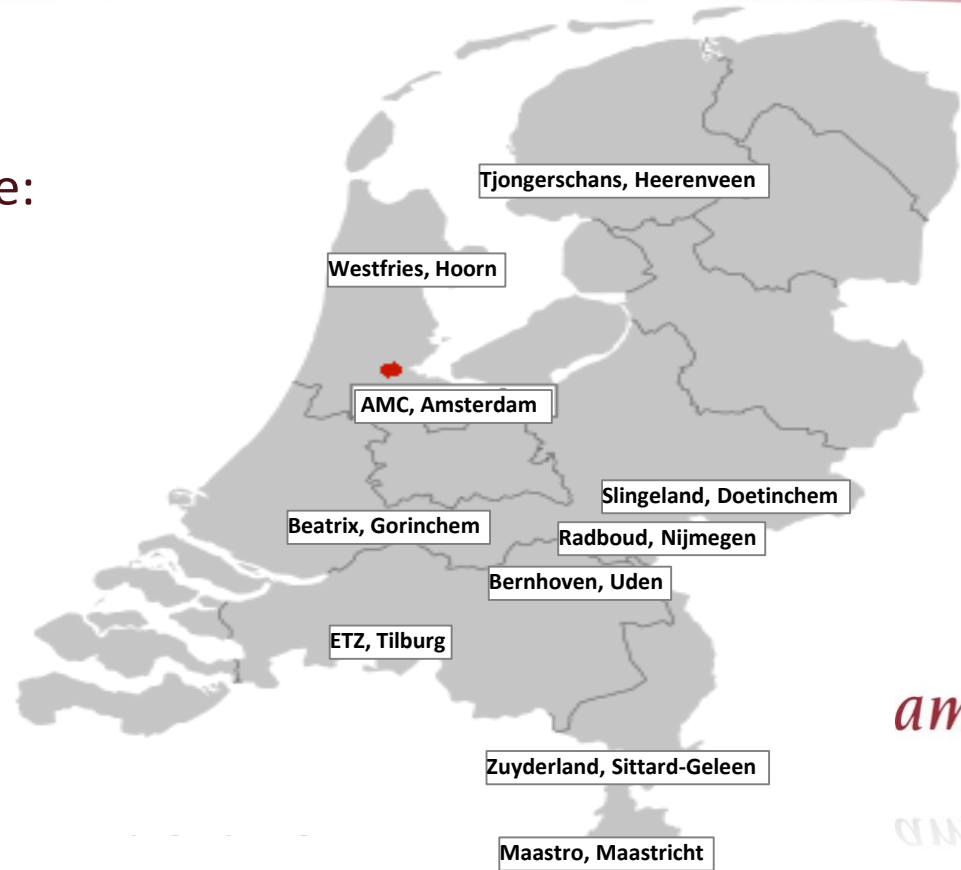 e:
Tjongerschans, Heerenveen
Westfries, Hoorn
AMC, Amsterdam
Slingeland, Doetinchem
Beatrix, Gorinchem
Radboud, Nijmegen
Bernhoven, Uden
ETZ, Tilburg
am
Zuyderland, Sittard-Geleen
Maastro, Maastricht